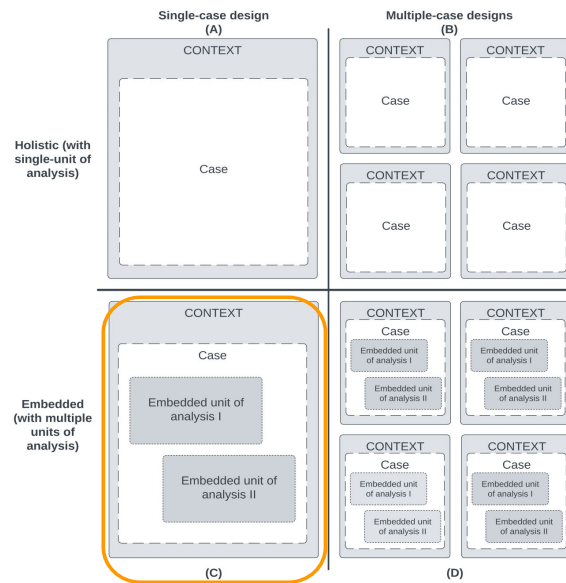 Single-case design
(A)
Multiple-case designs
(B)
Holistic (with
single-unit of
analysis)
CONTEXT
Case
CONTEXT
Case
CONTEXT
Case
CONTEXT
Case
CONTEXT
Case
Embedded
(with multiple
units of
analysis)
CONTEXT
Case
Embedded unit of
analysis I
Embedded unit of
analysis II
CONTEXT
Case
Embedded unit
of analysis I
Embedded unit
of analysis II
CONTEXT
Case
Embedded unit
of analysis I
Embedded unit
of analysis II
CONTEXT
Case
Embedded unit
of analysis I
Embedded unit
of analysis II
CONTEXT
Case
Embedded unit
of analysis I
Embedded unit
of analysis II
(C)
(D)